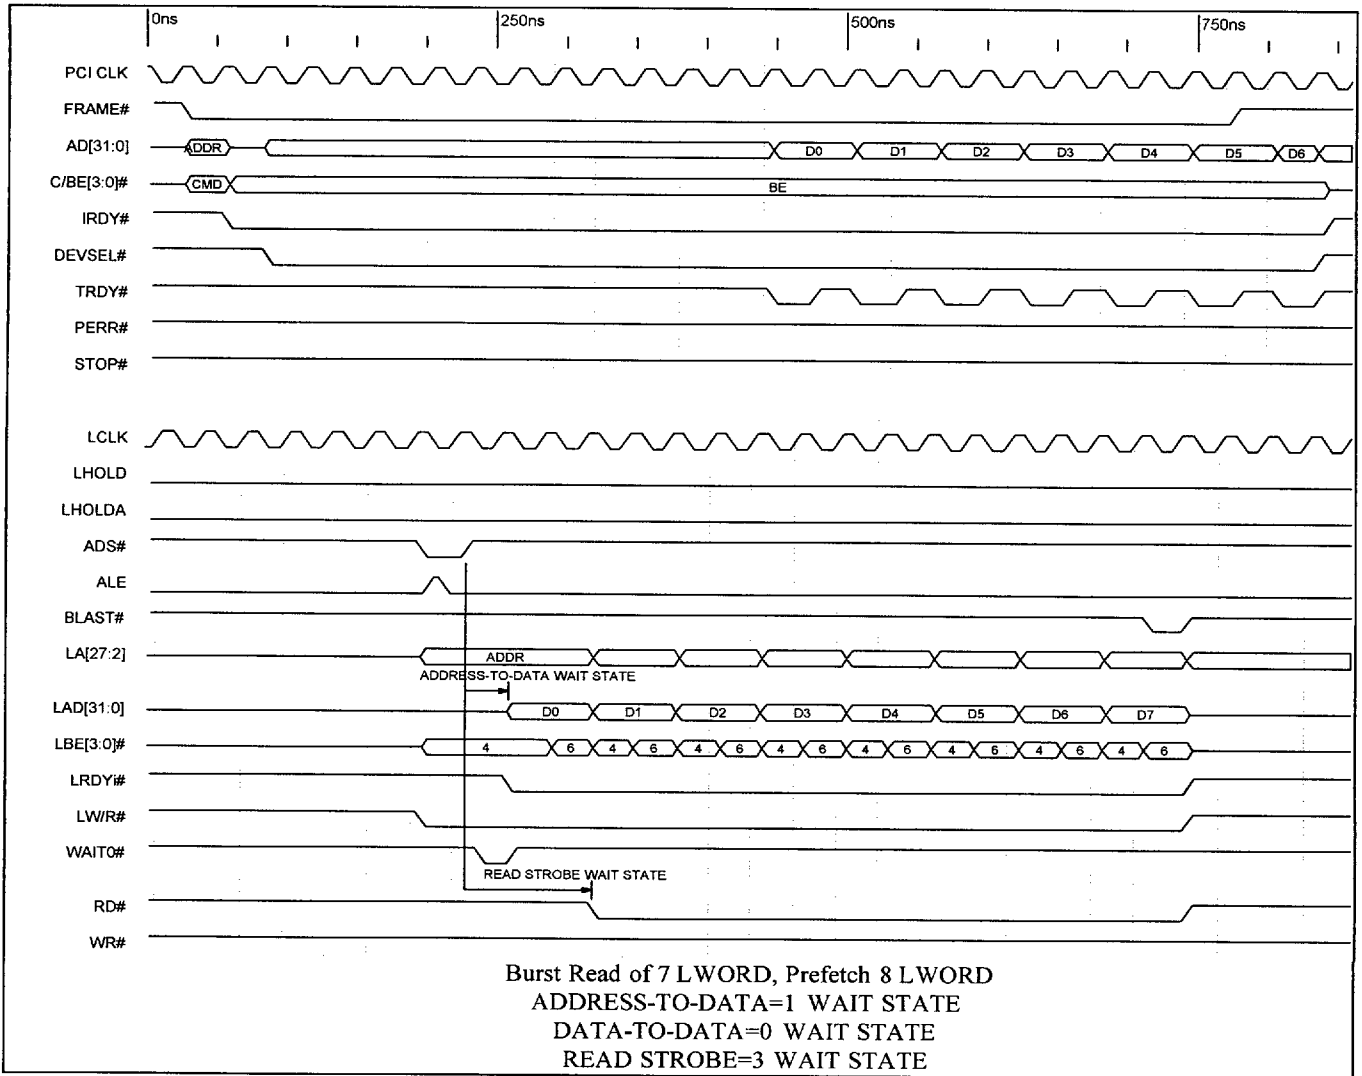 0ns 250ns 500ns 750ns
PCI CLK
FRAME#
AD[31:0] ADDR D0 D1 D2 D3 D4 D5 D6
C/BE[3:0]# CMD BE
IRDY#
DEVSEL#
TRDY#
PERR#
STOP#
LCLK
LHOLD
LHOLDA
ADS#
ALE
BLAST#
LA[27:2] ADDR
ADDRESS-TO-DATA WAIT STATE
LAD[31:0] D0 D1 D2 D3 D4 D5 D6 D7
LBE[3:0]# 4 6 4 6 4 6 4 6 4 6 4 6 4 6 4 6
LRDYi#
LW/R#
WAIT0#
READ STROBE WAIT STATE
RD#
WR#
Burst Read of 7 LWORD, Prefetch 8 LWORD
ADDRESS-TO-DATA=1 WAIT STATE
DATA-TO-DATA=0 WAIT STATE
READ STROBE=3 WAIT STATE